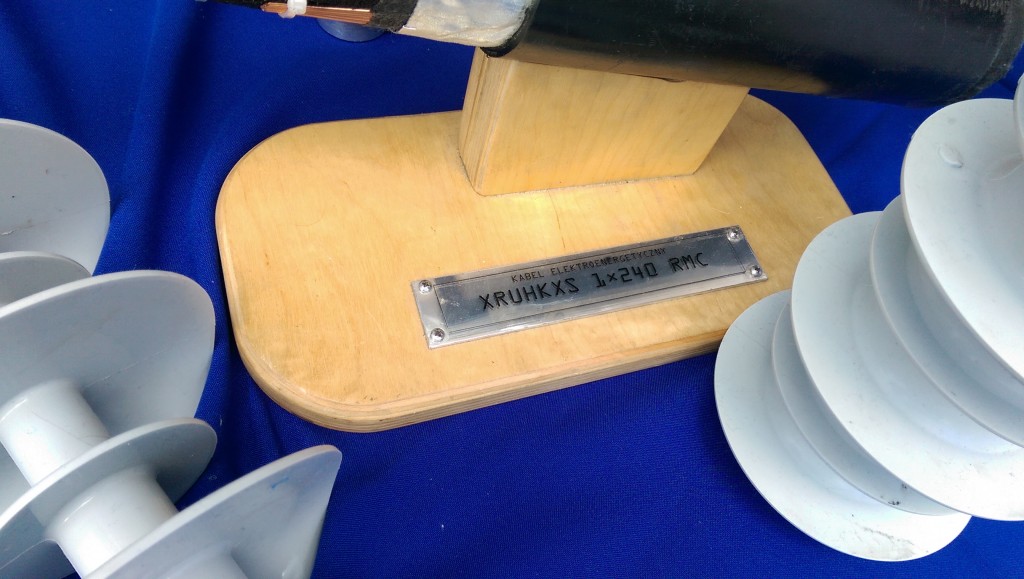 KABEL ELEKTROENERGETYCZNY
XRUHKXS 1×240 RMC